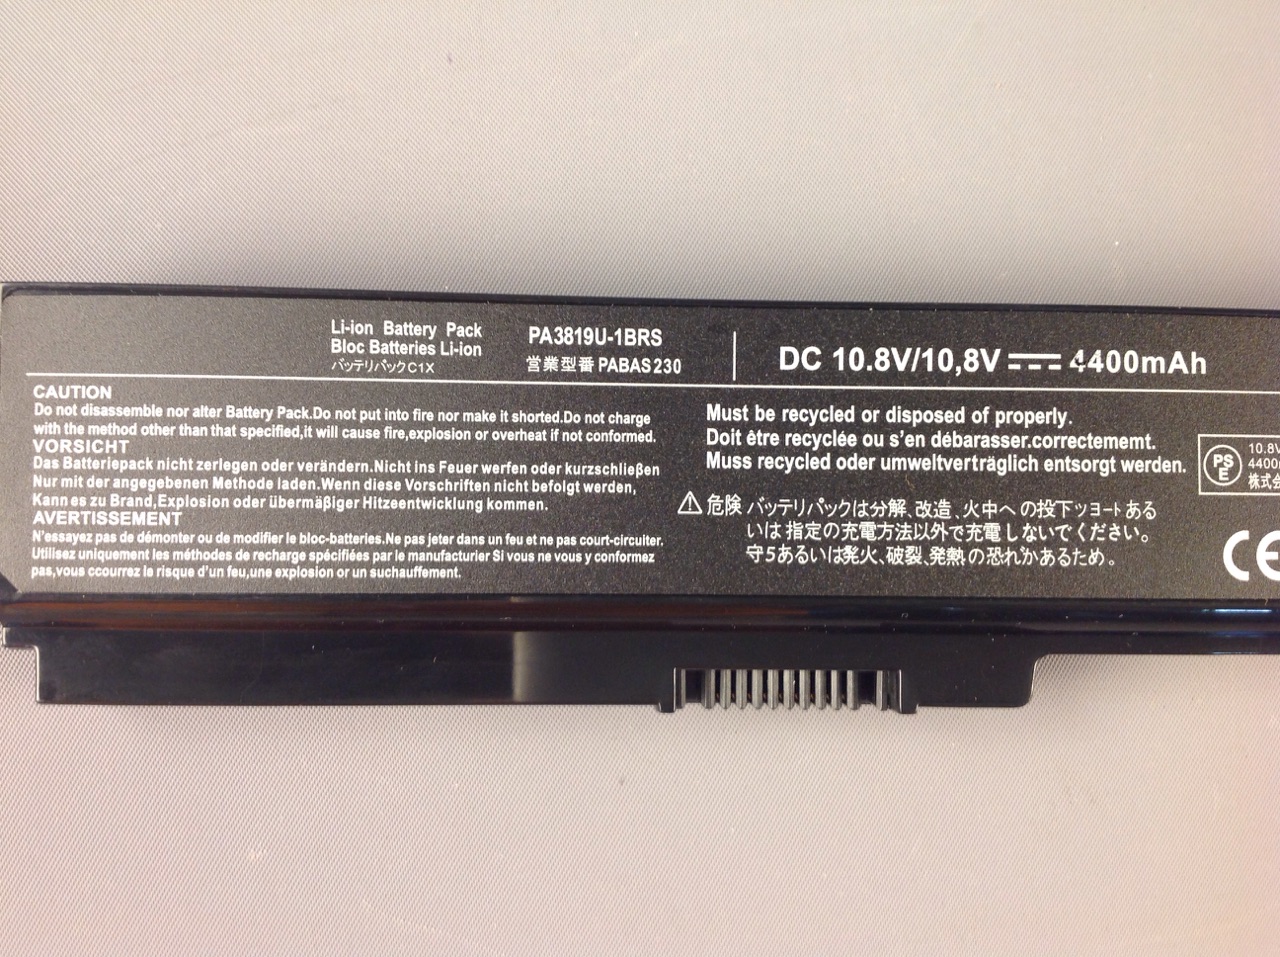 Li-ion Battery Pack
Bloc Batteries Li-ion
バッテリパックC1X
PA3819U-1BRS
営業型番 PABAS230
DC 10.8V/10,8V 4400mAh
CAUTION
Do not disassemble nor alter Battery Pack.Do not put into fire nor make it shorted.Do not charge
with the method other than that specified,it will cause fire,explosion or overheat if not conformed.
VORSICHT
Das Batteriepack nicht zerlegen oder verändern.Nicht ins Feuer werfen oder kurzschließen
Nur mit der angegebenen Methode laden.Wenn diese Vorschriften nicht befolgt werden,
Kann es zu Brand,Explosion oder übermäßiger Hitzeentwicklung kommen.
AVERTISSEMENT
N'essayez pas de démonter ou de modifier le bloc-batteries.Ne pas jeter dans un feu et ne pas court-circuiter.
Utilisez uniquement les méthodes de recharge spécifiées par le manufacturier Si vous ne vous y conformez
pas,vous ccourrez le risque d'un feu,une explosion or un suchauffement.
Must be recycled or disposed of properly.
Doit être recyclée ou s'en débarasser.correctememt.
Muss recycled oder umweltverträglich entsorgt werden.
危険 バッテリパックは分解、改造、火中への投下ッョートある
いは指定の充電方法以外で充電しないでください。
守5あるいは発火、破裂、発熱の恐れかあるため。
PS
E
10.8V
4400
株式会
CE